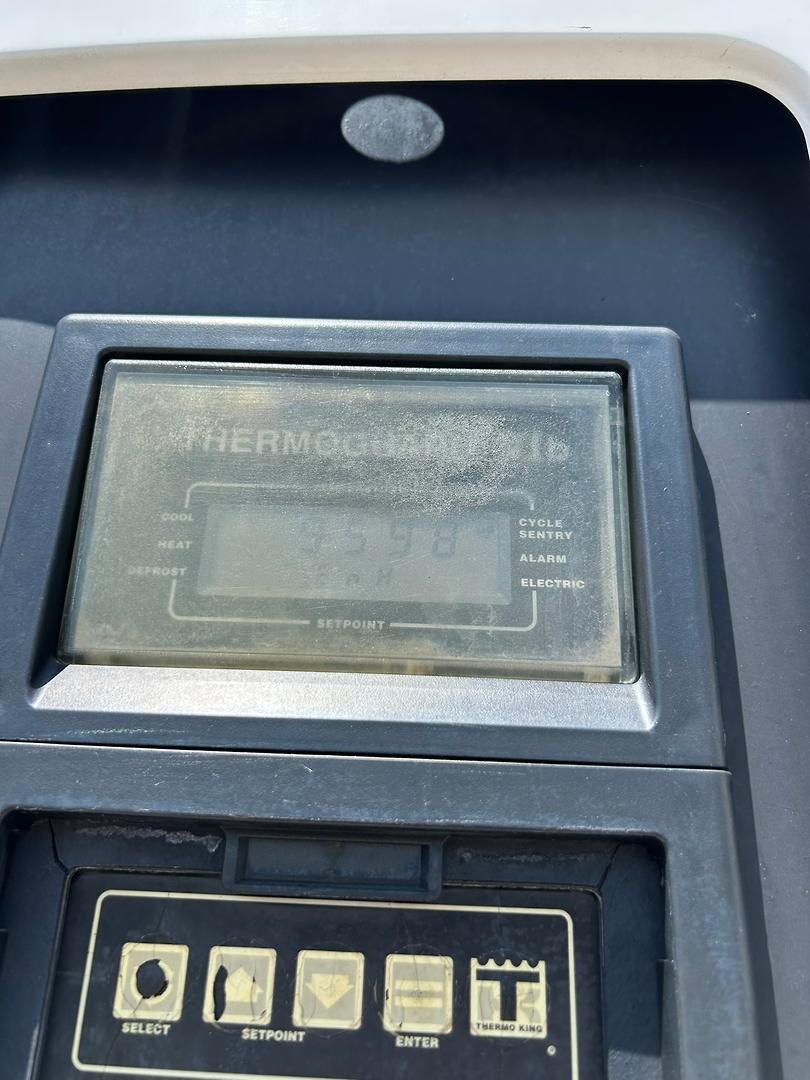 COOL
HEAT
DEFROST
CYCLE
SENTRY
ALARM
ELECTRIC
SETPOINT
SELECT
SETPOINT
ENTER
THERMO KING